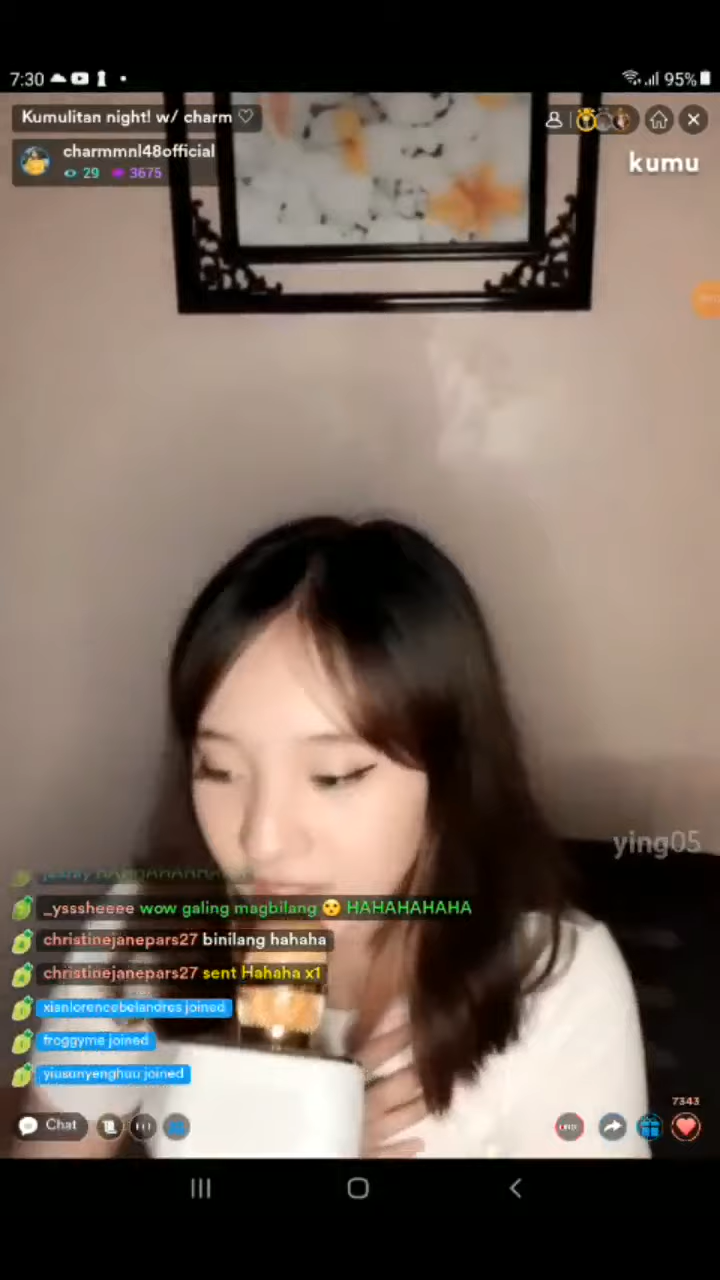 7:30
95%
Kumulitan night! w/ charm ♡
charmmnl48official
29 3675
kumu
ying05
_ysssheeee wow galing magbilang 😚 HAHAHAHAHA
christinejanepars27 binilang hahaha
christinejanepars27 sent Hahaha x1
xianlorencebelandres joined
froggyme joined
yiusunyenghuu joined
7343
Chat